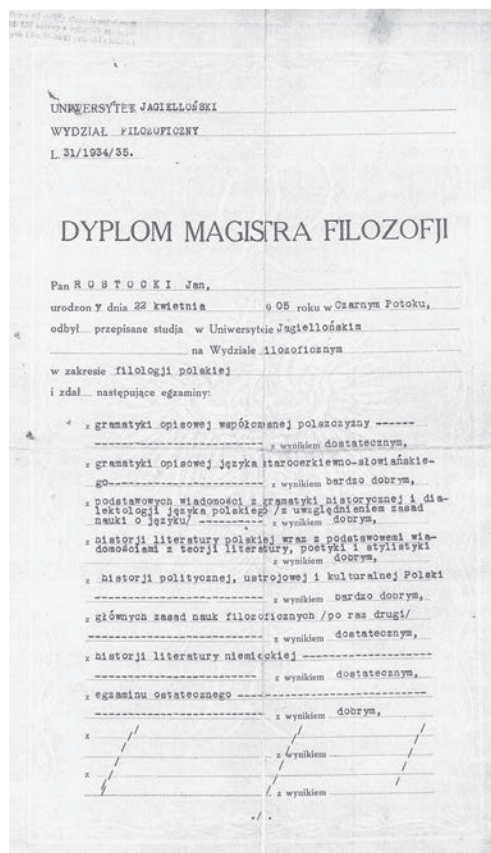 UNIWERSYTET JAGIELLOŃSKI
WYDZIAŁ FILOZOFICZNY
L. 31/1934/35.
DYPLOM MAGISTRA FILOZOFJI
Pan ROSTOCKI Jan,
urodzony dnia 22 kwietnia 905 roku w Czarnym Potoku,
odbył przepisane studja w Uniwersytecie Jagiellońskim
na Wydziale ilozoficznym
w zakresie filologji polskiej
i zdał następujące egzaminy:
z gramatyki opisowej współczesnej polszczyzny ------
------------------------ z wynikiem dostatecznym,
z gramatyki opisowej języka starocerkiewno-słowiańskie-
go---------------------- z wynikiem bardzo dobrym,
z podstawowych wiadomości z gramatyki historycznej i dia-
lektologji języka polskiego /z uwzględnieniem zasad
nauki o języku/ ---------- z wynikiem dobrym,
z historji literatury polskiej wraz z podstawowemi wia-
domościami z teorji literatury, poetyki i stylistyki
z wynikiem dobrym,
z historji politycznej, ustrojowej i kulturalnej Polski
------------------------ z wynikiem bardzo dobrym,
z głównych zasad nauk filozoficznych /po raz drugi/
------------------------ z wynikiem dostatecznym,
z historji literatury niemieckiej -------------------
------------------------ z wynikiem dostatecznym,
z egzaminu ostatecznego ----------------------------
------------------------ z wynikiem dobrym,
z
z wynikiem
z
z wynikiem
./.